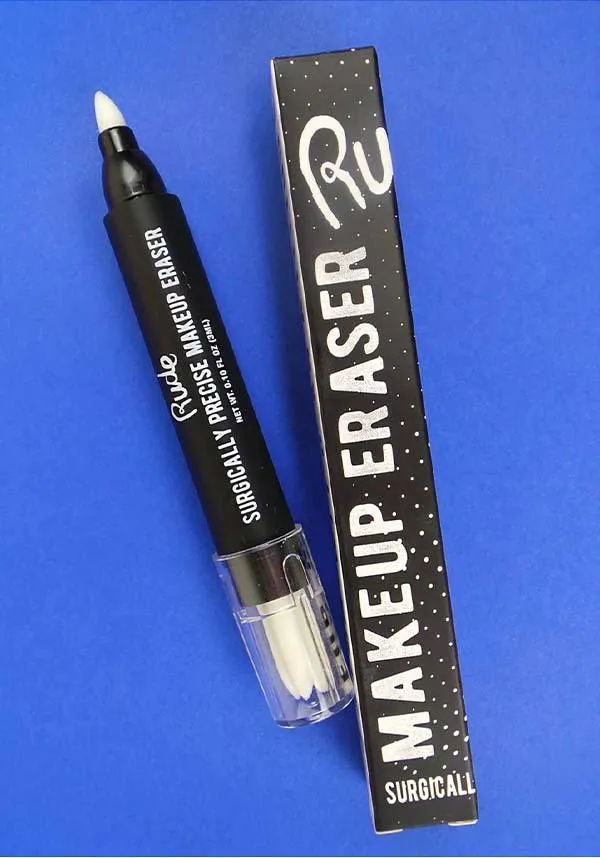 Rude
SURGICALLY PRECISE MAKEUP ERASER
NET WT. 0.10 FL OZ (3ML)
Ru
MAKEUP ERASER
SURGICALL